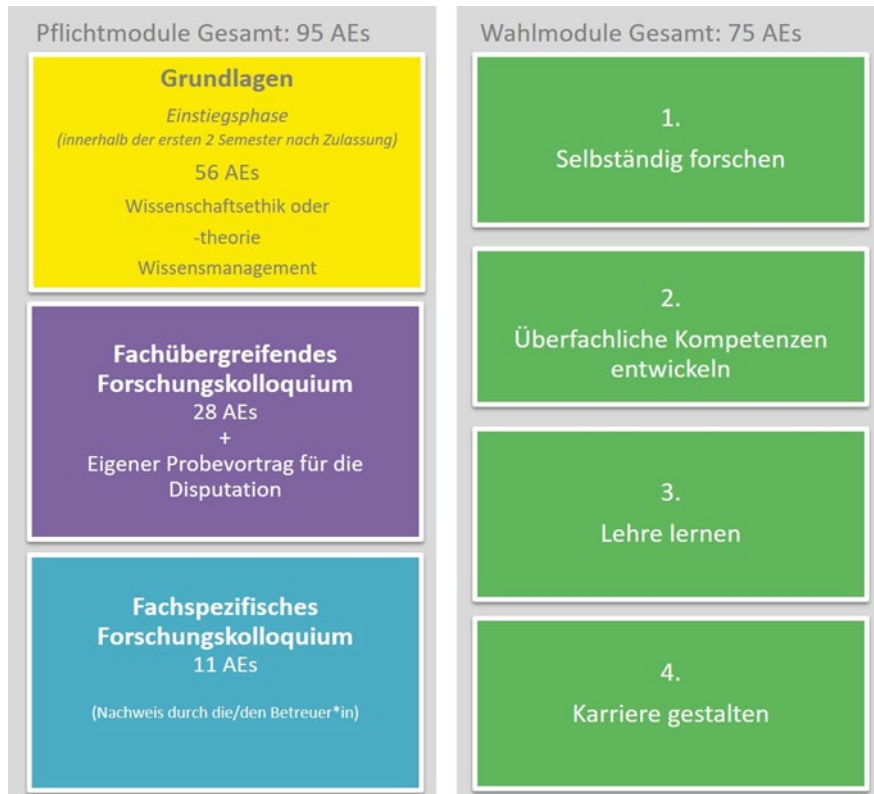 Pflichtmodule Gesamt: 95 AEs
Grundlagen
Einstiegsphase
(innerhalb der ersten 2 Semester nach Zulassung)
56 AEs
Wissenschaftsethik oder
-theorie
Wissensmanagement
Fachübergreifendes
Forschungskolloquium
28 AEs
+
Eigener Probevortrag für die
Disputation
Fachspezifisches
Forschungskolloquium
11 AEs
(Nachweis durch die/den Betreuer*in)
Wahlmodule Gesamt: 75 AEs
1.
Selbständig forschen
2.
Überfachliche Kompetenzen
entwickeln
3.
Lehre lernen
4.
Karriere gestalten